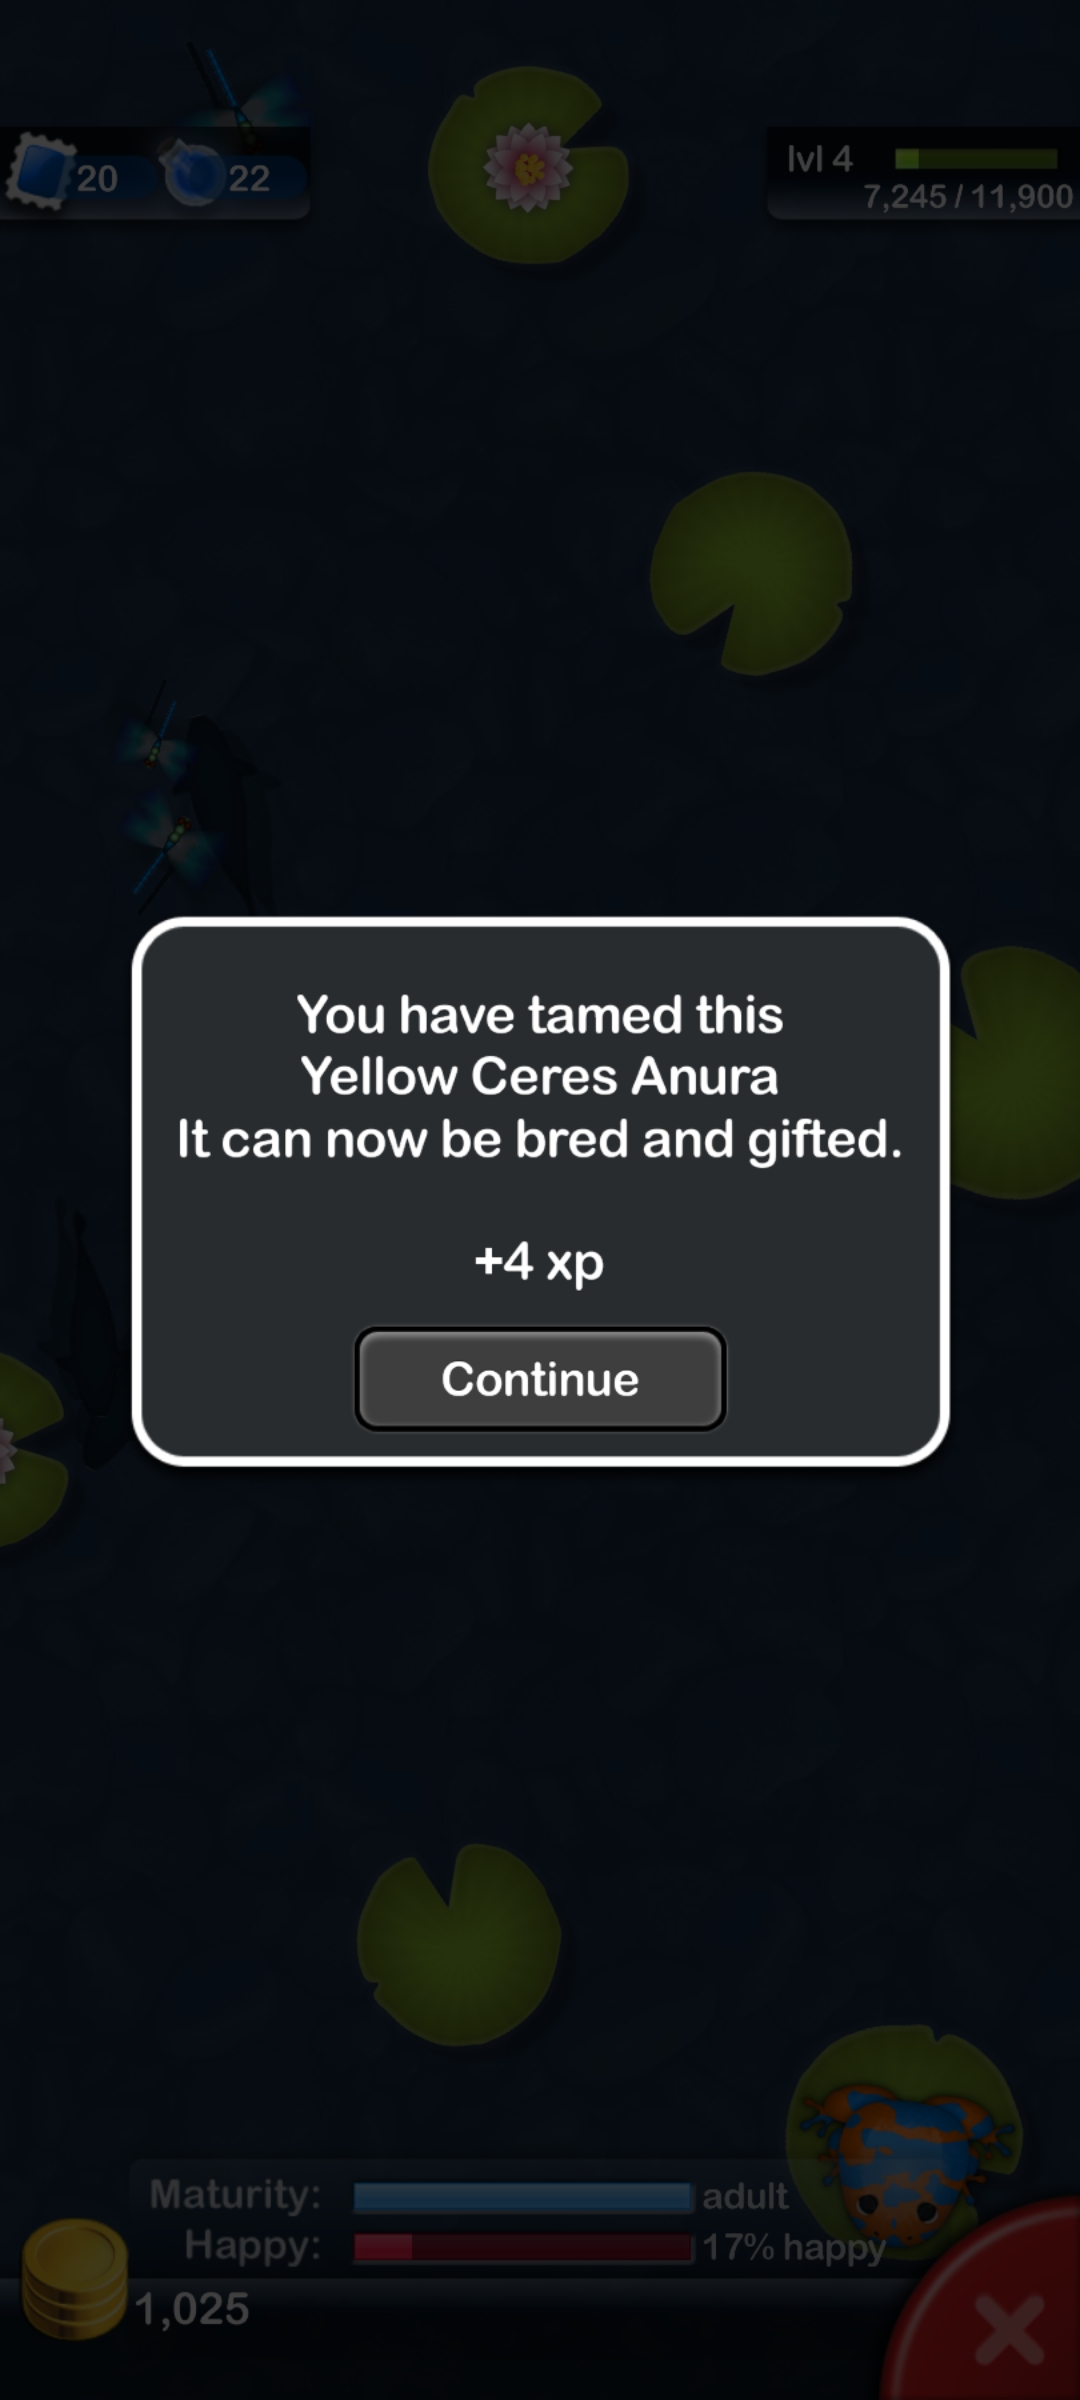 20
22
lvl 4
7,245 / 11,900
You have tamed this
Yellow Ceres Anura
It can now be bred and gifted.
+4 xp
Continue
Maturity: adult
Happy: 17% happy
1,025